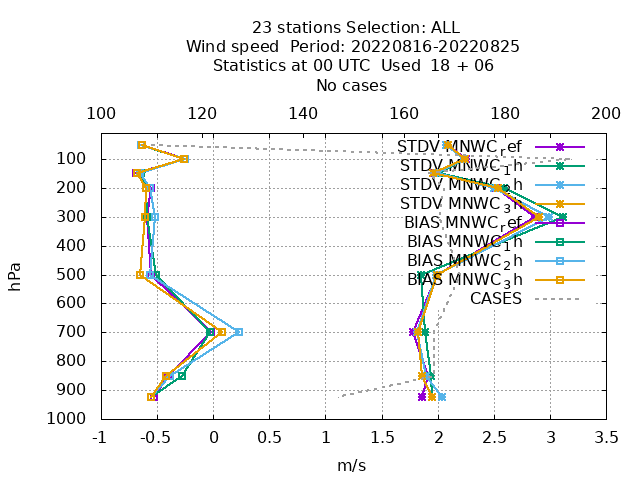 23 stations Selection: ALL
Wind speed  Period: 20220816-20220825
Statistics at 00 UTC  Used  18 + 06
No cases
100 120 140 160 180 200
STDV MNWC_ref
100
STDV MNWC_1h
200
STDV MNWC_2h
STDV MNWC_3h
300
BIAS MNWC_ref
400
BIAS MNWC_1h
BIAS MNWC_2h
500
BIAS MNWC_3h
CASES
600
700
800
900
1000
hPa
-1 -0.5 0 0.5 1 1.5 2 2.5 3 3.5
m/s